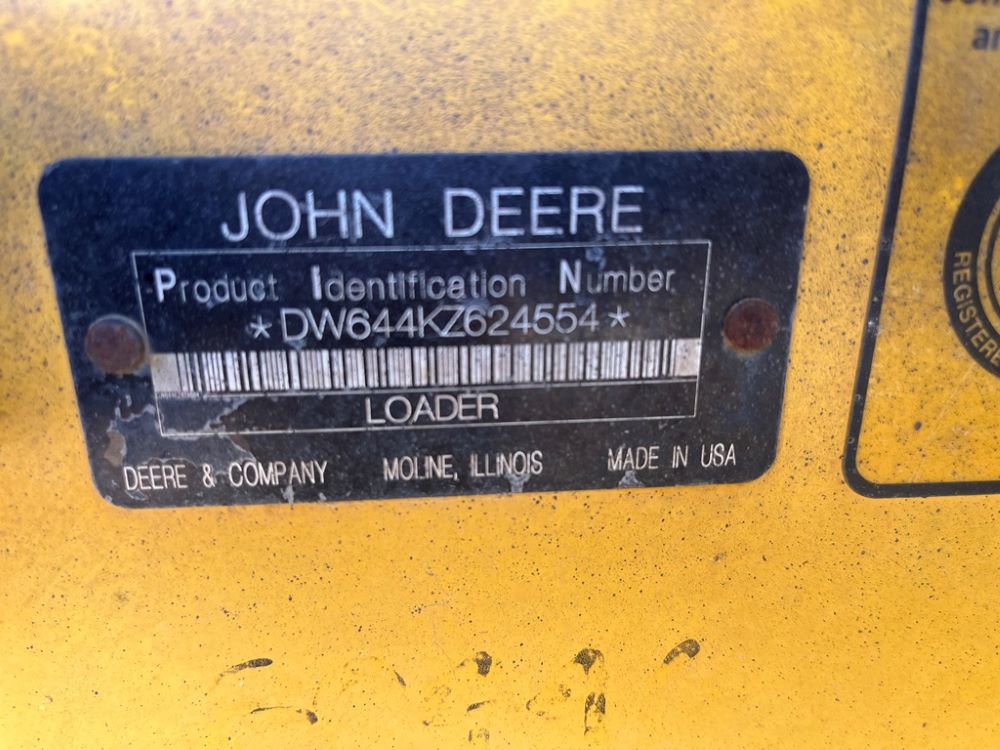 JOHN DEERE
Product Identification Number
*DW644KZ624554*
LOADER
DEERE & COMPANY MOLINE, ILLINOIS MADE IN USA